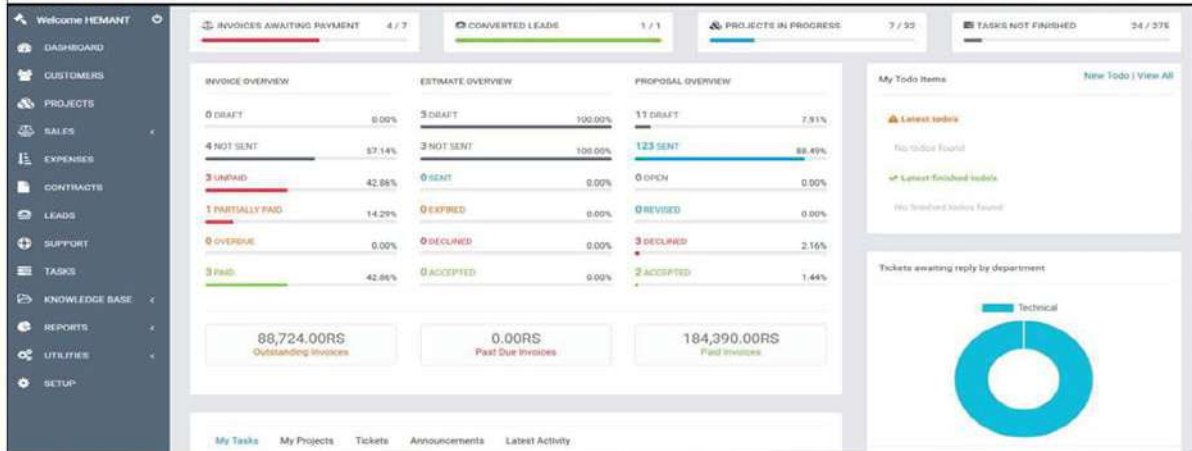 Welcome HEMANT
DASHBOARD
CUSTOMERS
PROJECTS
SALES
EXPENSES
CONTRACTS
LEADS
SUPPORT
TASKS
KNOWLEDGE BASE
REPORTS
UTILITIES
SETUP
INVOICES AWAITING PAYMENT 4 / 7
CONVERTED LEADS 1 / 1
PROJECTS IN PROGRESS 7 / 32
TASKS NOT FINISHED 24 / 275
INVOICE OVERVIEW
0 DRAFT 0.00%
4 NOT SENT 57.14%
3 UNPAID 42.86%
1 PARTIALLY PAID 14.29%
0 OVERDUE 0.00%
3 PAID 42.86%
ESTIMATE OVERVIEW
3 DRAFT 100.00%
3 NOT SENT 100.00%
0 SENT 0.00%
0 EXPIRED 0.00%
0 DECLINED 0.00%
0 ACCEPTED 0.00%
PROPOSAL OVERVIEW
11 DRAFT 7.91%
123 SENT 88.49%
0 OPEN 0.00%
0 REVISED 0.00%
3 DECLINED 2.16%
2 ACCEPTED 1.44%
88,724.00RS
Outstanding Invoices
0.00RS
Past Due Invoices
184,390.00RS
Paid Invoices
My Todo Items
New Todo | View All
Latest todo's
No todos found
Latest finished todo's
No finished todos found
Tickets awaiting reply by department
Technical
My Tasks My Projects Tickets Announcements Latest Activity